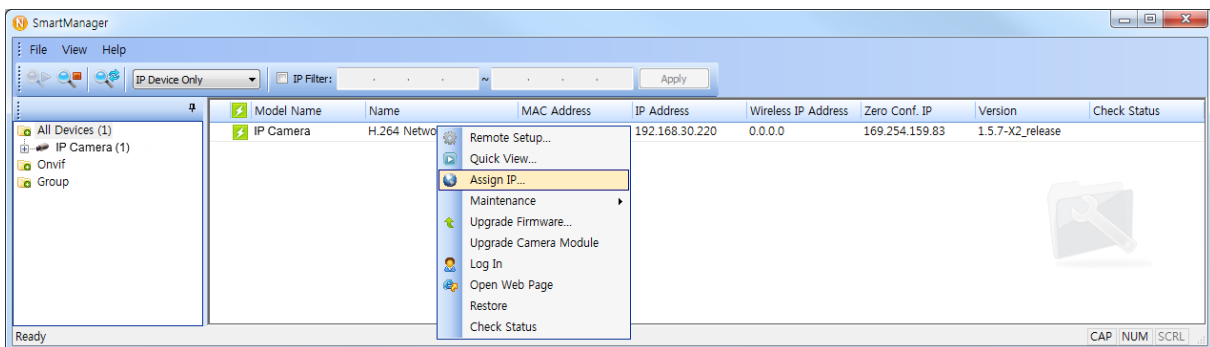 SmartManager
File View Help
IP Device Only IP Filter: . . . ~ . . . Apply
Model Name Name MAC Address IP Address Wireless IP Address Zero Conf. IP Version Check Status
All Devices (1)
IP Camera (1)
Onvif
Group
IP Camera H.264 Netwo 192.168.30.220 0.0.0.0 169.254.159.83 1.5.7-X2_release
Remote Setup...
Quick View...
Assign IP...
Maintenance
Upgrade Firmware...
Upgrade Camera Module
Log In
Open Web Page
Restore
Check Status
Ready CAP NUM SCRL